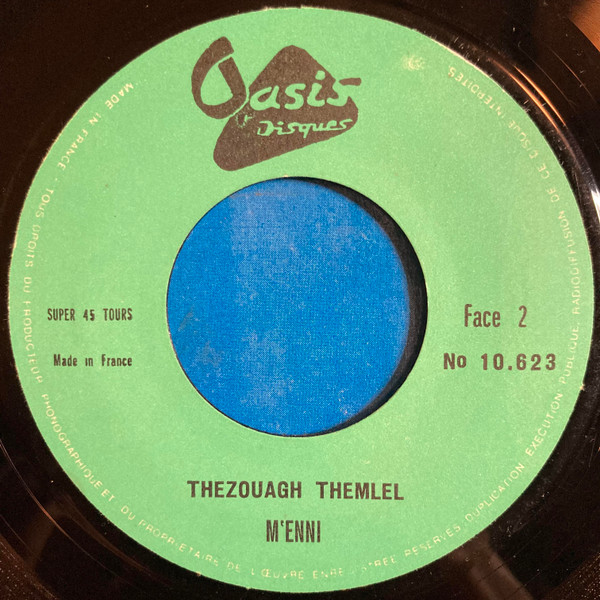 Oasis
Disques
SUPER 45 TOURS
Made in France
Face 2
No 10.623
THEZOUAGH THEMLEL
M'ENNI
MADE IN FRANCE - TOUS DROITS DU PRODUCTEUR PHONOGRAPHIQUE ET DU PROPRIETAIRE DE L'ŒUVRE ENREGISTREE RESERVES. DUPLICATION EXECUTION PUBLIQUE, RADIODIFFUSION DE CE DISQUE INTERDITES